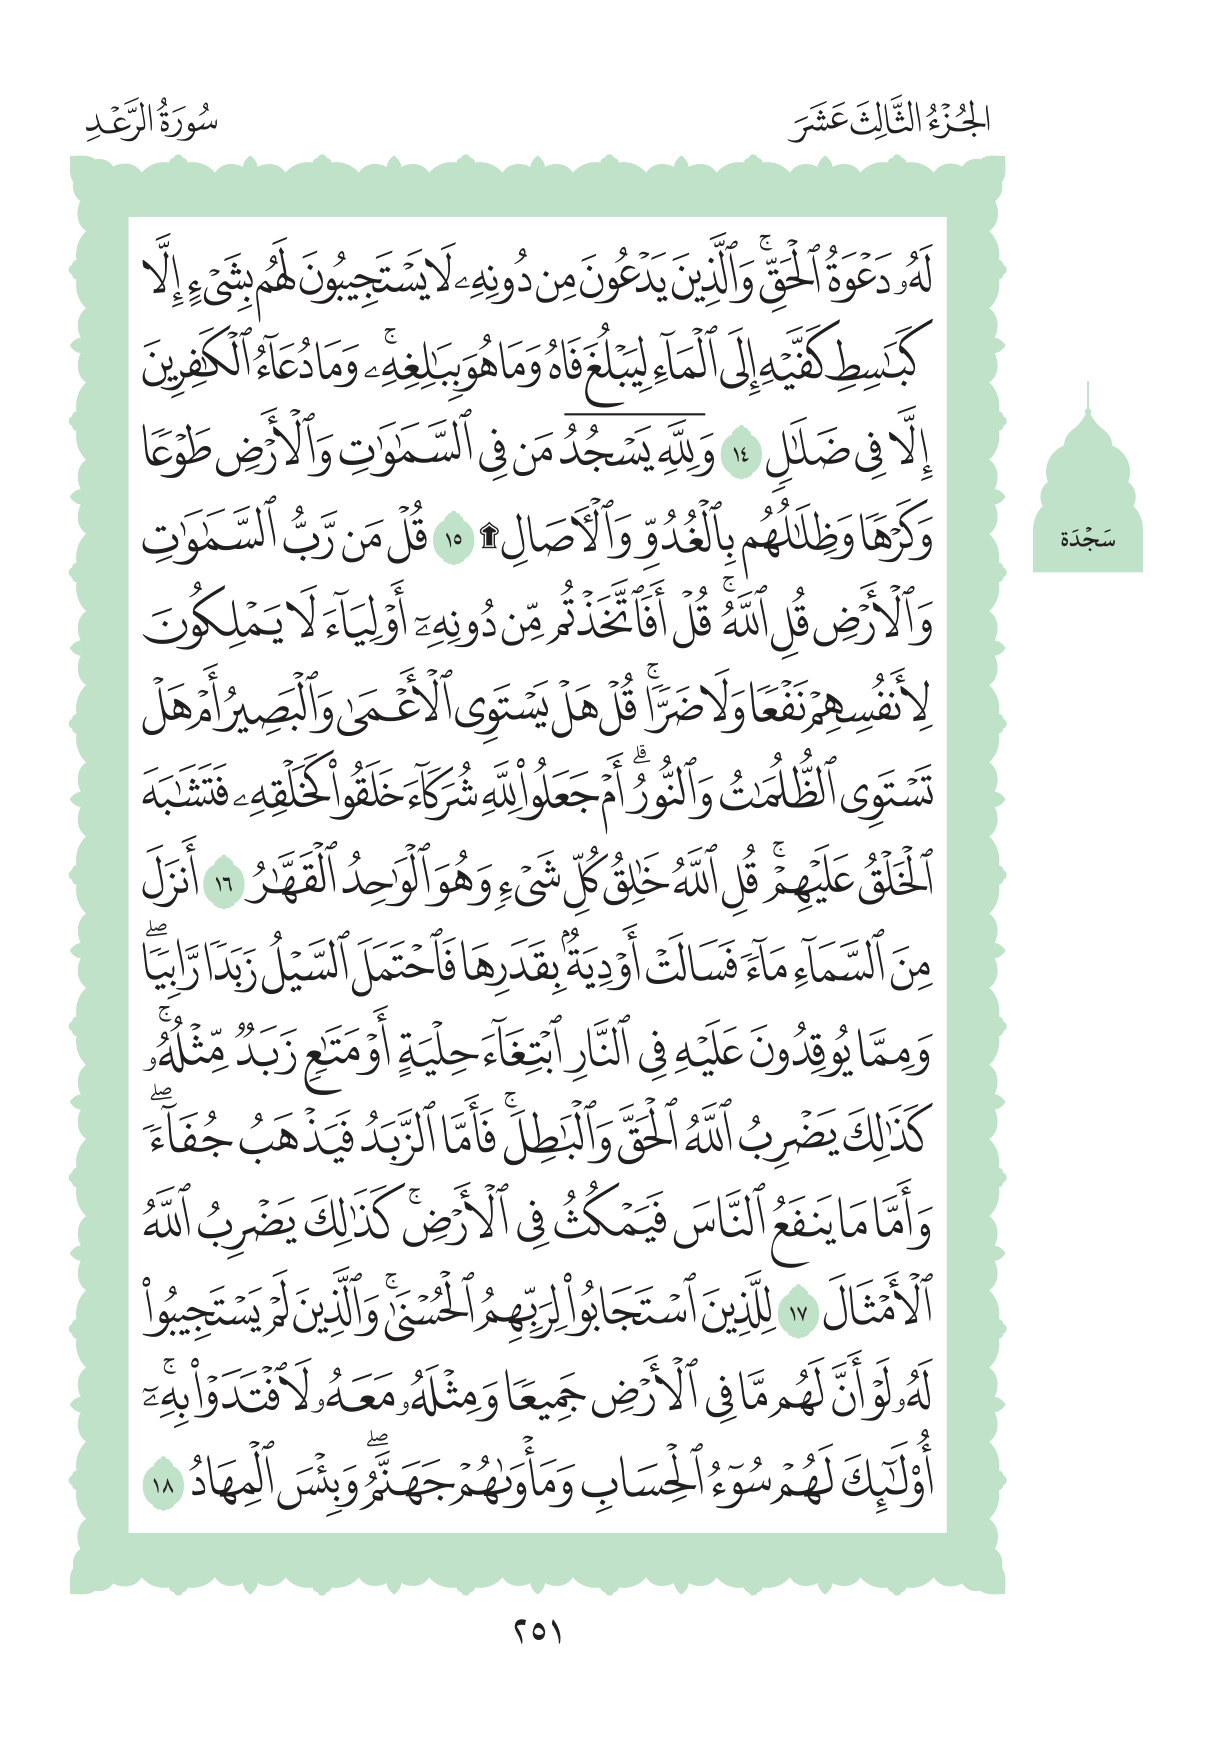 الجُزْءُ الثَّالِثَ عَشَرَ
سُورَةُ الرَّعْدِ
لَهُۥ دَعْوَةُ ٱلْحَقِّۚ وَٱلَّذِينَ يَدْعُونَ مِن دُونِهِۦ لَا يَسْتَجِيبُونَ لَهُم بِشَىْءٍ إِلَّا
كَبَـٰسِطِ كَفَّيْهِ إِلَى ٱلْمَآءِ لِيَبْلُغَ فَاهُ وَمَا هُوَ بِبَـٰلِغِهِۦۚ وَمَا دُعَآءُ ٱلْكَـٰفِرِينَ
إِلَّا فِى ضَلَـٰلٍ ١٤ وَلِلَّهِ يَسْجُدُ مَن فِى ٱلسَّمَـٰوَٰتِ وَٱلْأَرْضِ طَوْعًا
وَكَرْهًا وَظِلَـٰلُهُم بِٱلْغُدُوِّ وَٱلْـَٔاصَالِ ۩ ١٥ قُلْ مَن رَّبُّ ٱلسَّمَـٰوَٰتِ
وَٱلْأَرْضِ قُلِ ٱللَّهُۚ قُلْ أَفَٱتَّخَذْتُم مِّن دُونِهِۦٓ أَوْلِيَآءَ لَا يَمْلِكُونَ
لِأَنفُسِهِمْ نَفْعًا وَلَا ضَرًّاۚ قُلْ هَلْ يَسْتَوِى ٱلْأَعْمَىٰ وَٱلْبَصِيرُ أَمْ هَلْ
تَسْتَوِى ٱلظُّلُمَـٰتُ وَٱلنُّورُۗ أَمْ جَعَلُوا۟ لِلَّهِ شُرَكَآءَ خَلَقُوا۟ كَخَلْقِهِۦ فَتَشَـٰبَهَ
ٱلْخَلْقُ عَلَيْهِمْۚ قُلِ ٱللَّهُ خَـٰلِقُ كُلِّ شَىْءٍ وَهُوَ ٱلْوَٰحِدُ ٱلْقَهَّـٰرُ ١٦ أَنزَلَ
مِنَ ٱلسَّمَآءِ مَآءً فَسَالَتْ أَوْدِيَةٌۢ بِقَدَرِهَا فَٱحْتَمَلَ ٱلسَّيْلُ زَبَدًا رَّابِيًاۖ
وَمِمَّا يُوقِدُونَ عَلَيْهِ فِى ٱلنَّارِ ٱبْتِغَآءَ حِلْيَةٍ أَوْ مَتَـٰعٍ زَبَدٌ مِّثْلُهُۥۚ
كَذَٰلِكَ يَضْرِبُ ٱللَّهُ ٱلْحَقَّ وَٱلْبَـٰطِلَۚ فَأَمَّا ٱلزَّبَدُ فَيَذْهَبُ جُفَآءًۖ
وَأَمَّا مَا يَنفَعُ ٱلنَّاسَ فَيَمْكُثُ فِى ٱلْأَرْضِۚ كَذَٰلِكَ يَضْرِبُ ٱللَّهُ
ٱلْأَمْثَالَ ١٧ لِلَّذِينَ ٱسْتَجَابُوا۟ لِرَبِّهِمُ ٱلْحُسْنَىٰۚ وَٱلَّذِينَ لَمْ يَسْتَجِيبُوا۟
لَهُۥ لَوْ أَنَّ لَهُم مَّا فِى ٱلْأَرْضِ جَمِيعًا وَمِثْلَهُۥ مَعَهُۥ لَٱفْتَدَوْا۟ بِهِۦٓۚ
أُو۟لَـٰٓئِكَ لَهُمْ سُوٓءُ ٱلْحِسَابِ وَمَأْوَىٰهُمْ جَهَنَّمُۖ وَبِئْسَ ٱلْمِهَادُ ١٨
سَجْدَة
٢٥١